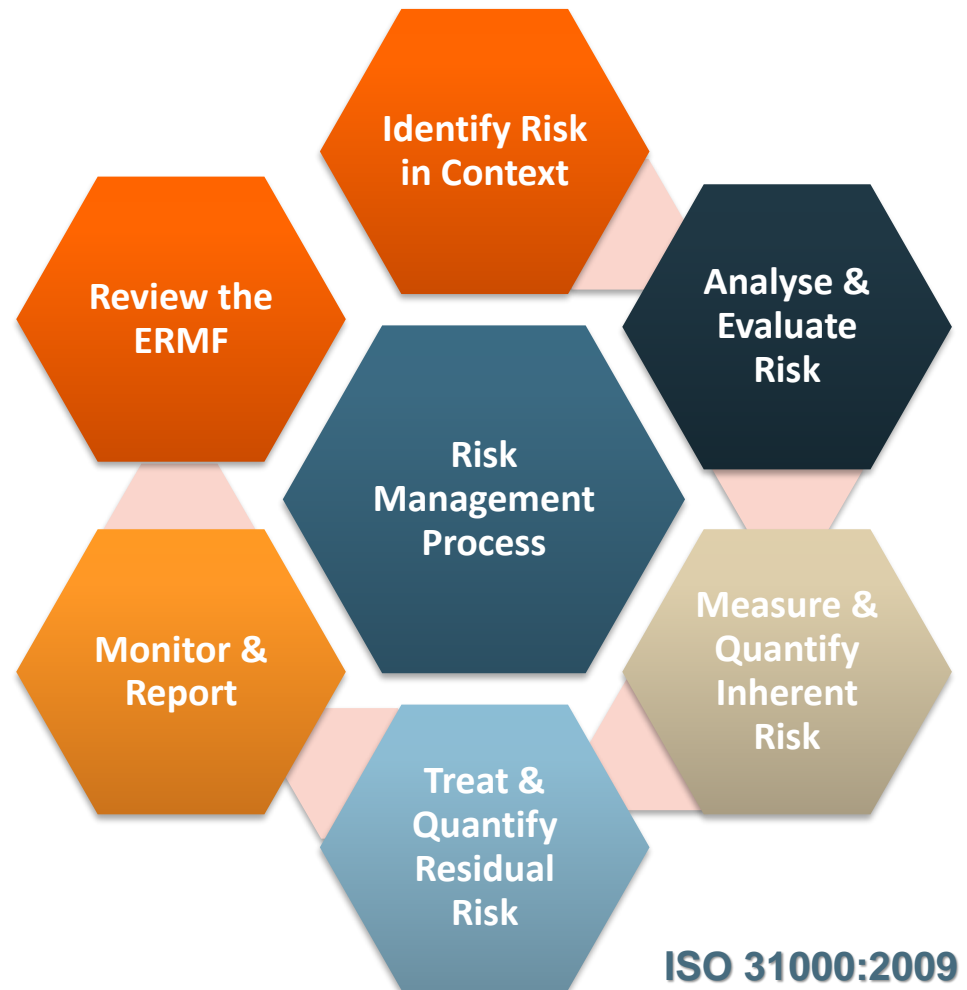 Identify Risk
in Context
Analyse &
Evaluate
Risk
Measure &
Quantify
Inherent
Risk
Treat &
Quantify
Residual
Risk
Monitor &
Report
Review the
ERMF
Risk
Management
Process
ISO 31000:2009